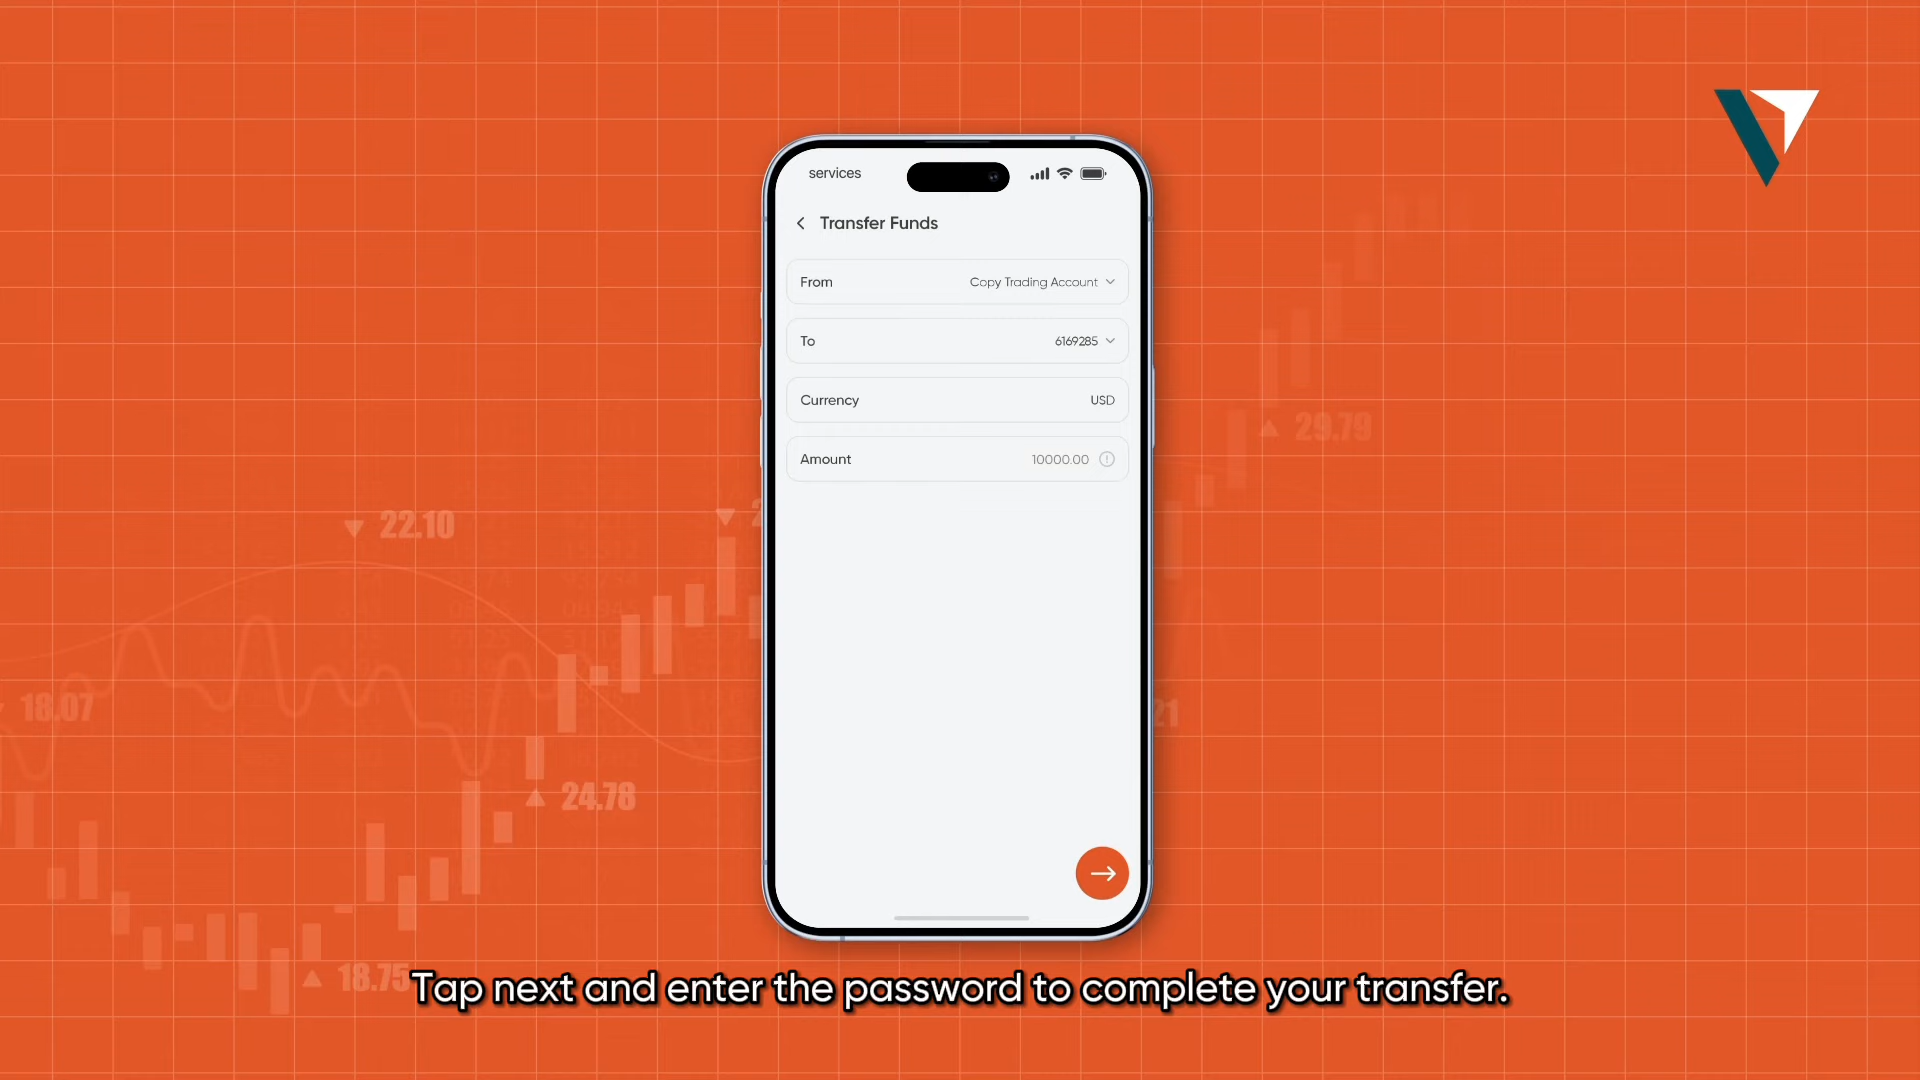 services
Transfer Funds
From Copy Trading Account
To 6169285
Currency USD
Amount 10000.00
29.79
22.10
18.07
21
24.78
18.75
Tap next and enter the password to complete your transfer.